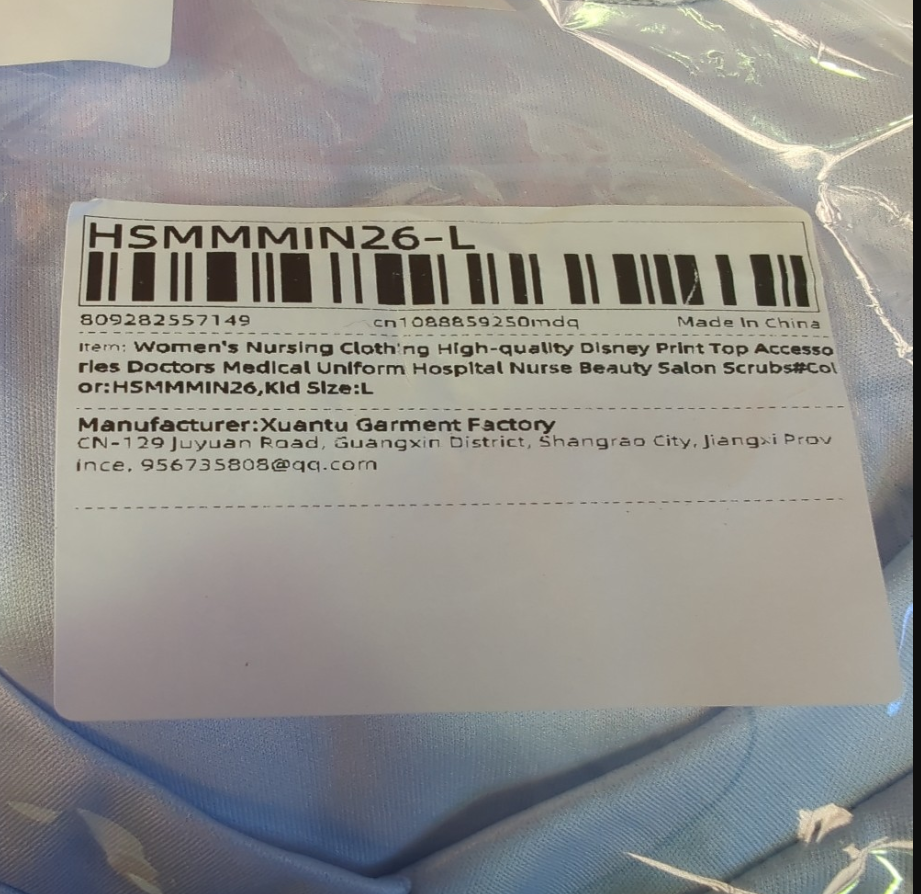 HSMMMIN26-L
809282557149 cn1088859250mdq Made In China
Item: Women's Nursing Clothing High-quality Disney Print Top Accesso
ries Doctors Medical Uniform Hospital Nurse Beauty Salon Scrubs#Col
or:HSMMMIN26,Kid Size:L
Manufacturer:Xuantu Garment Factory
CN-129 Juyuan Road, Guangxin District, Shangrao City, Jiangxi Prov
ince, 956735808@qq.com